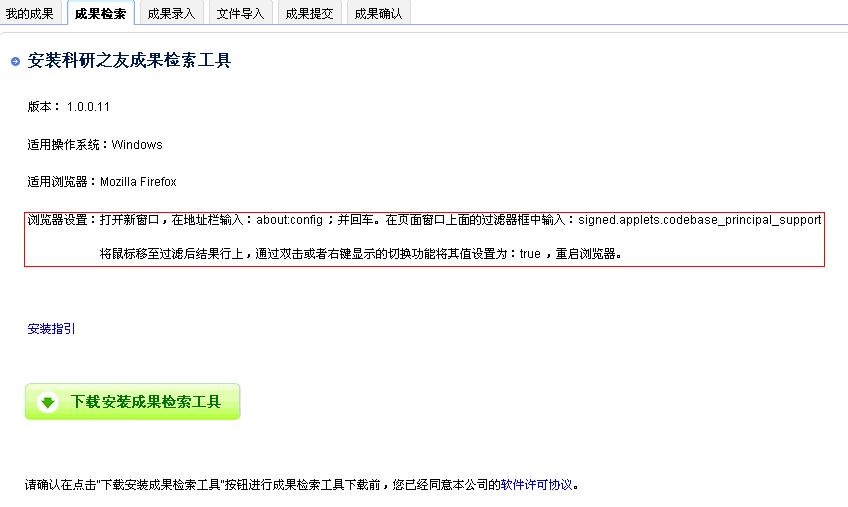 我的成果 成果检索 成果录入 文件导入 成果提交 成果确认
安装科研之友成果检索工具
版本： 1.0.0.11
适用操作系统：Windows
适用浏览器：Mozilla Firefox
浏览器设置：打开新窗口，在地址栏输入：about:config ；并回车。在页面窗口上面的过滤器框中输入：signed.applets.codebase_principal_support
将鼠标移至过滤后结果行上，通过双击或者右键显示的切换功能将其值设置为：true ，重启浏览器。
安装指引
下载安装成果检索工具
请确认在点击"下载安装成果检索工具"按钮进行成果检索工具下载前，您已经同意本公司的软件许可协议。